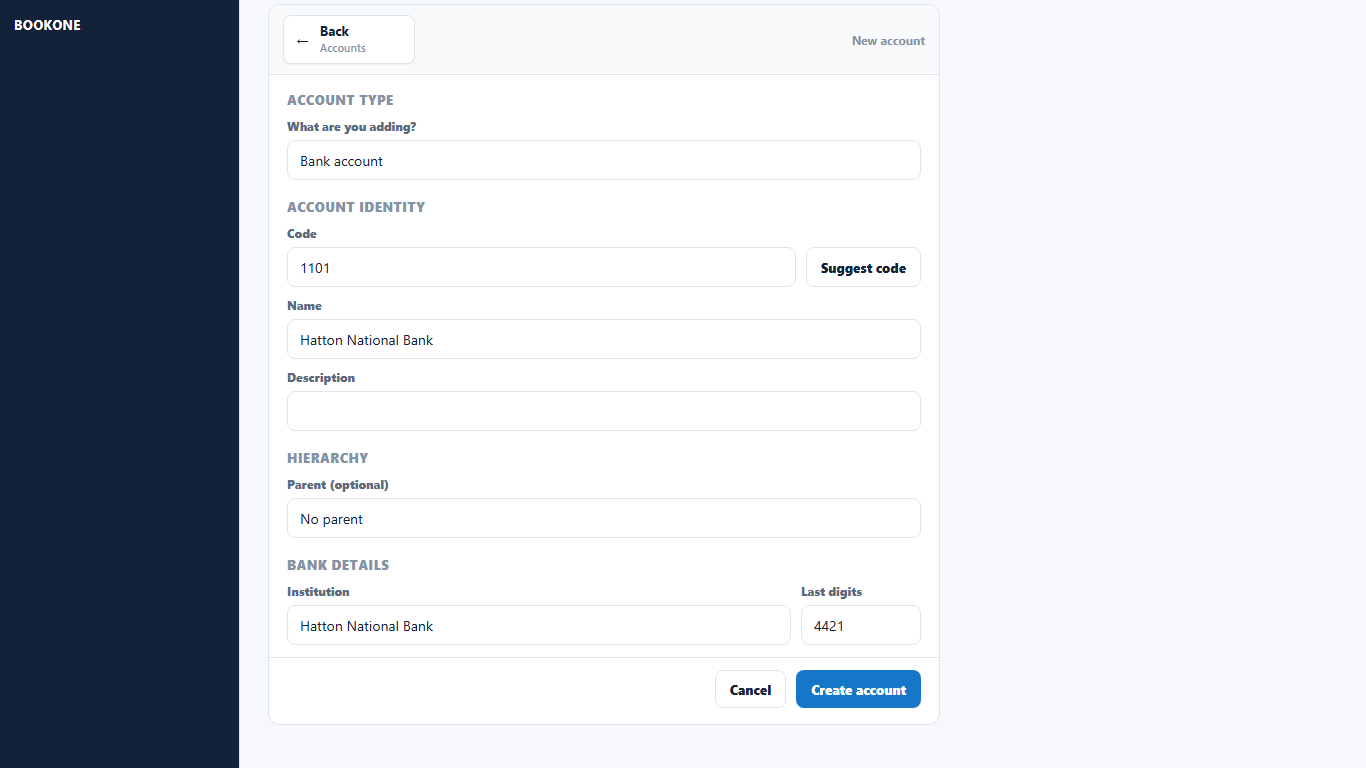 BOOKONE
← Back
Accounts
New account
ACCOUNT TYPE
What are you adding?
Bank account
ACCOUNT IDENTITY
Code
1101
Suggest code
Name
Hatton National Bank
Description
HIERARCHY
Parent (optional)
No parent
BANK DETAILS
Institution
Last digits
Hatton National Bank
4421
Cancel
Create account